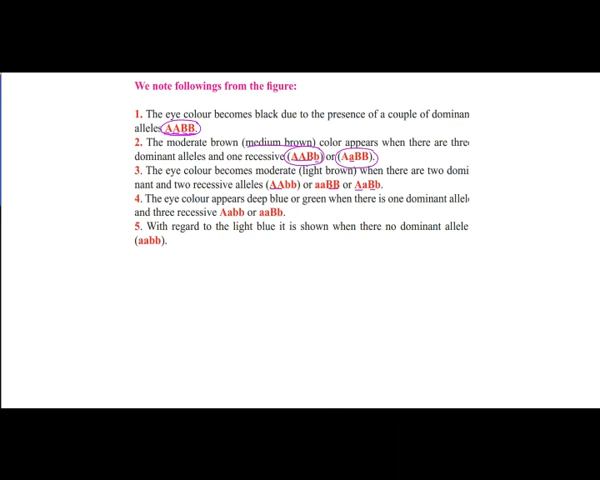 We note followings from the figure:
1. The eye colour becomes black due to the presence of a couple of dominan
alleles AABB.
2. The moderate brown (medium brown) color appears when there are three
dominant alleles and one recessive (AABb) or (AaBB).
3. The eye colour becomes moderate (light brown) when there are two domi
nant and two recessive alleles (AAbb) or aaBB or AaBb.
4. The eye colour appears deep blue or green when there is one dominant allel
and three recessive Aabb or aaBb.
5. With regard to the light blue it is shown when there no dominant allele
(aabb).